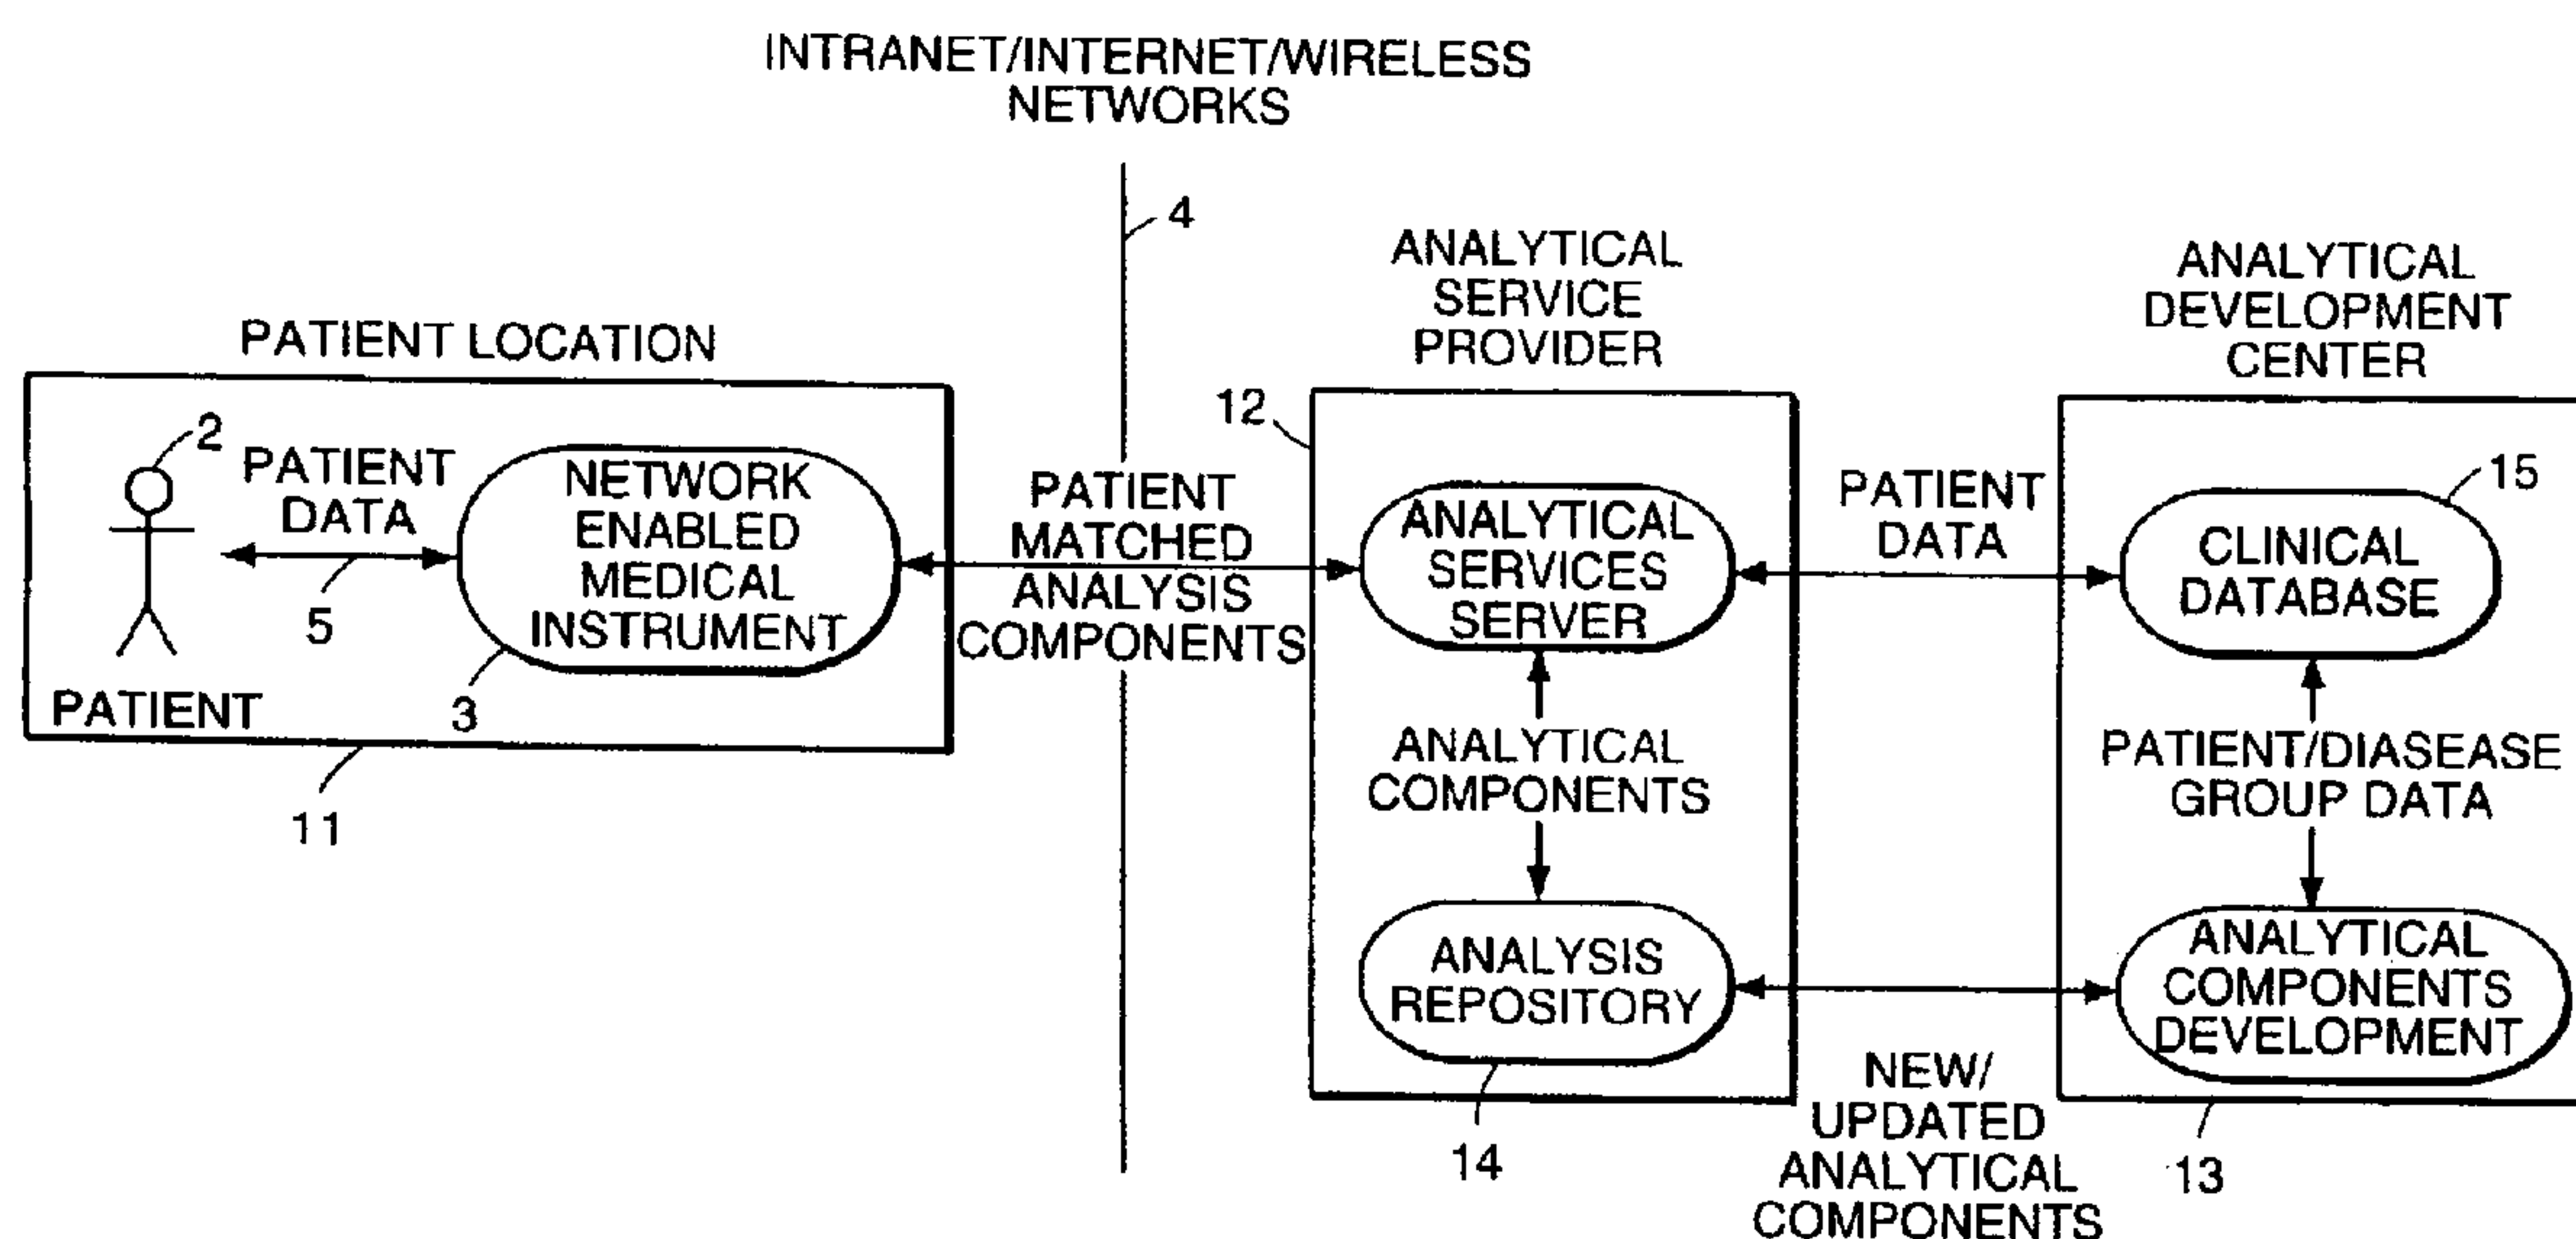 INTRANET/INTERNET/WIRELESS
NETWORKS
4
PATIENT LOCATION
2
PATIENT
DATA
5
NETWORK
ENABLED
MEDICAL
INSTRUMENT
3
PATIENT
11
PATIENT
MATCHED
ANALYSIS
COMPONENTS
ANALYTICAL
SERVICE
PROVIDER
12
ANALYTICAL
SERVICES
SERVER
ANALYTICAL
COMPONENTS
ANALYSIS
REPOSITORY
14
PATIENT
DATA
NEW/
UPDATED
ANALYTICAL
COMPONENTS
ANALYTICAL
DEVELOPMENT
CENTER
15
CLINICAL
DATABASE
PATIENT/DIASEASE
GROUP DATA
ANALYTICAL
COMPONENTS
DEVELOPMENT
13